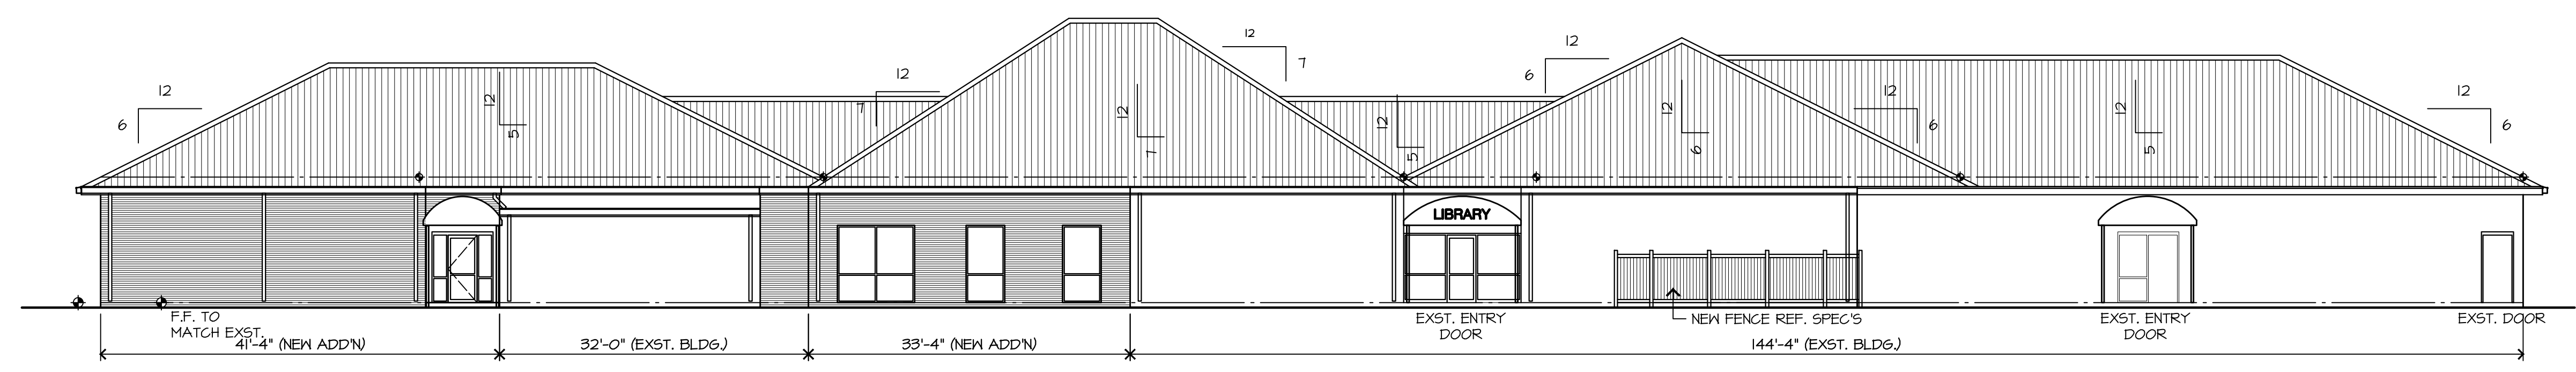 12
6
12
5
12
7
12
7
12
7
12
5
12
6
12
6
12
6
12
5
12
6
LIBRARY
F.F. TO
MATCH EXST.
EXST. ENTRY
DOOR
NEW FENCE REF. SPEC'S
EXST. ENTRY
DOOR
EXST. DOOR
41'-4" (NEW ADD'N)
32'-0" (EXST. BLDG.)
33'-4" (NEW ADD'N)
144'-4" (EXST. BLDG.)